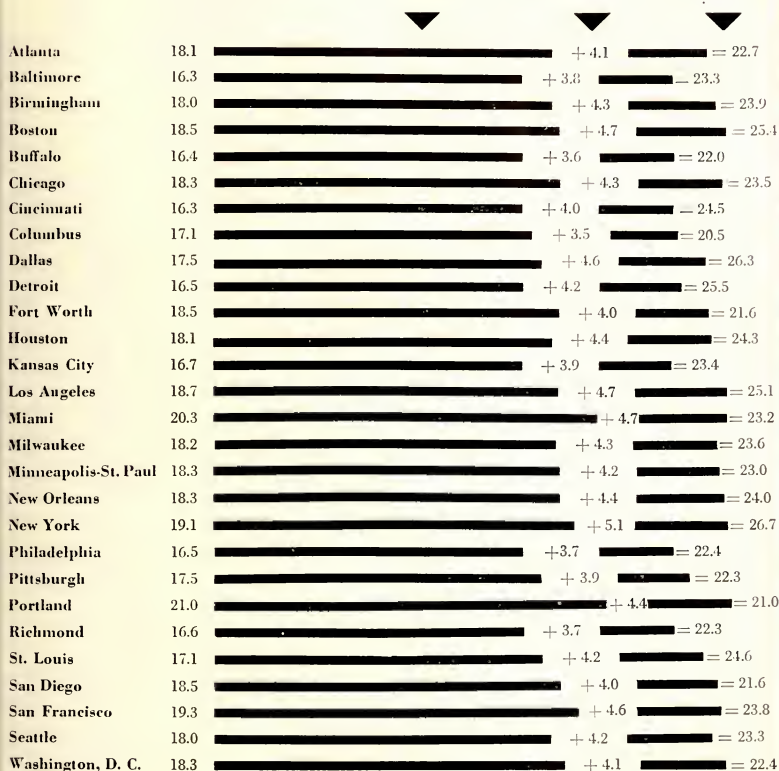 Atlanta 18.1 + 4.1 = 22.7
Baltimore 16.3 + 3.8 = 23.3
Birmingham 18.0 + 4.3 = 23.9
Boston 18.5 + 4.7 = 25.4
Buffalo 16.4 + 3.6 = 22.0
Chicago 18.3 + 4.3 = 23.5
Cincinnati 16.3 + 4.0 = 24.5
Columbus 17.1 + 3.5 = 20.5
Dallas 17.5 + 4.6 = 26.3
Detroit 16.5 + 4.2 = 25.5
Fort Worth 18.5 + 4.0 = 21.6
Houston 18.1 + 4.4 = 24.3
Kansas City 16.7 + 3.9 = 23.4
Los Angeles 18.7 + 4.7 = 25.1
Miami 20.3 + 4.7 = 23.2
Milwaukee 18.2 + 4.3 = 23.6
Minneapolis-St. Paul 18.3 + 4.2 = 23.0
New Orleans 18.3 + 4.4 = 24.0
New York 19.1 + 5.1 = 26.7
Philadelphia 16.5 +3.7 = 22.4
Pittsburgh 17.5 + 3.9 = 22.3
Portland 21.0 + 4.4 = 21.0
Richmond 16.6 + 3.7 = 22.3
St. Louis 17.1 + 4.2 = 24.6
San Diego 18.5 + 4.0 = 21.6
San Francisco 19.3 + 4.6 = 23.8
Seattle 18.0 + 4.2 = 23.3
Washington, D. C. 18.3 + 4.1 = 22.4